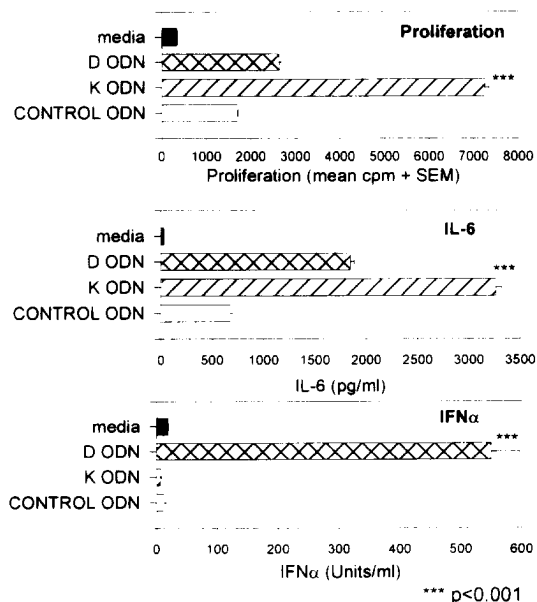 Proliferation
media
D ODN
K ODN
***
CONTROL ODN
0 1000 2000 3000 4000 5000 6000 7000 8000
Proliferation (mean cpm + SEM)
IL-6
media
D ODN
K ODN
***
CONTROL ODN
0 500 1000 1500 2000 2500 3000 3500
IL-6 (pg/ml)
IFNα
media
***
D ODN
K ODN
CONTROL ODN
0 100 200 300 400 500 600
IFNα (Units/ml)
*** p<0.001